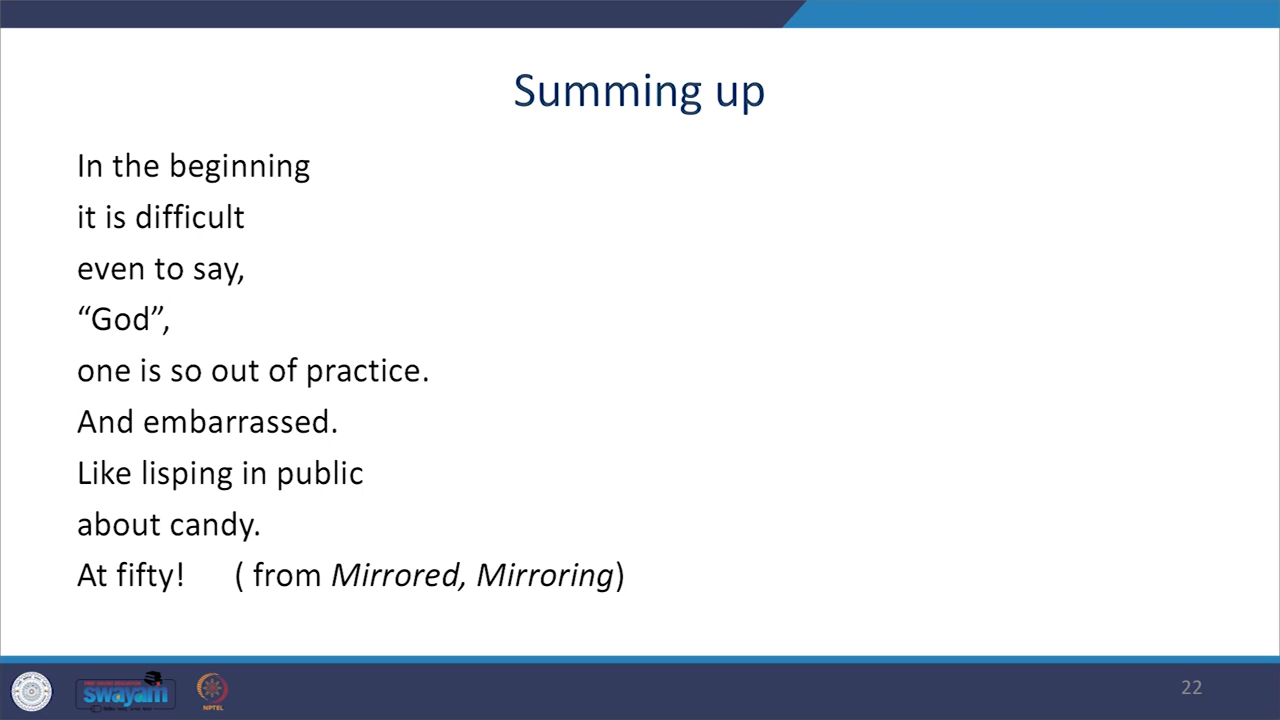 Summing up
In the beginning
it is difficult
even to say,
“God”,
one is so out of practice.
And embarrassed.
Like lisping in public
about candy.
At fifty! ( from Mirrored, Mirroring)
swayam
NPTEL
22